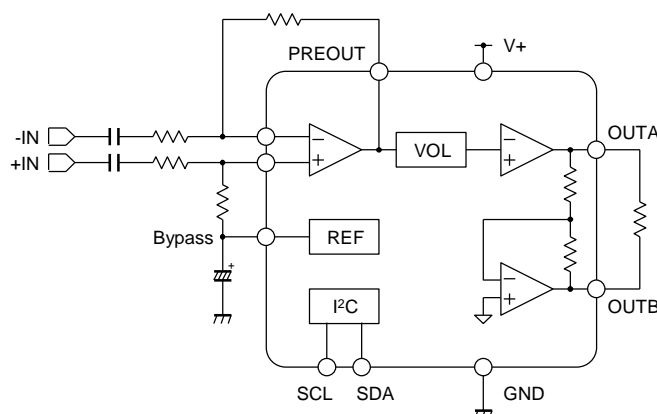 PREOUT
V+
-IN
+IN
OUTA
VOL
− +
− +
Bypass
REF
+
− +
I²C
OUTB
SCL
SDA
GND